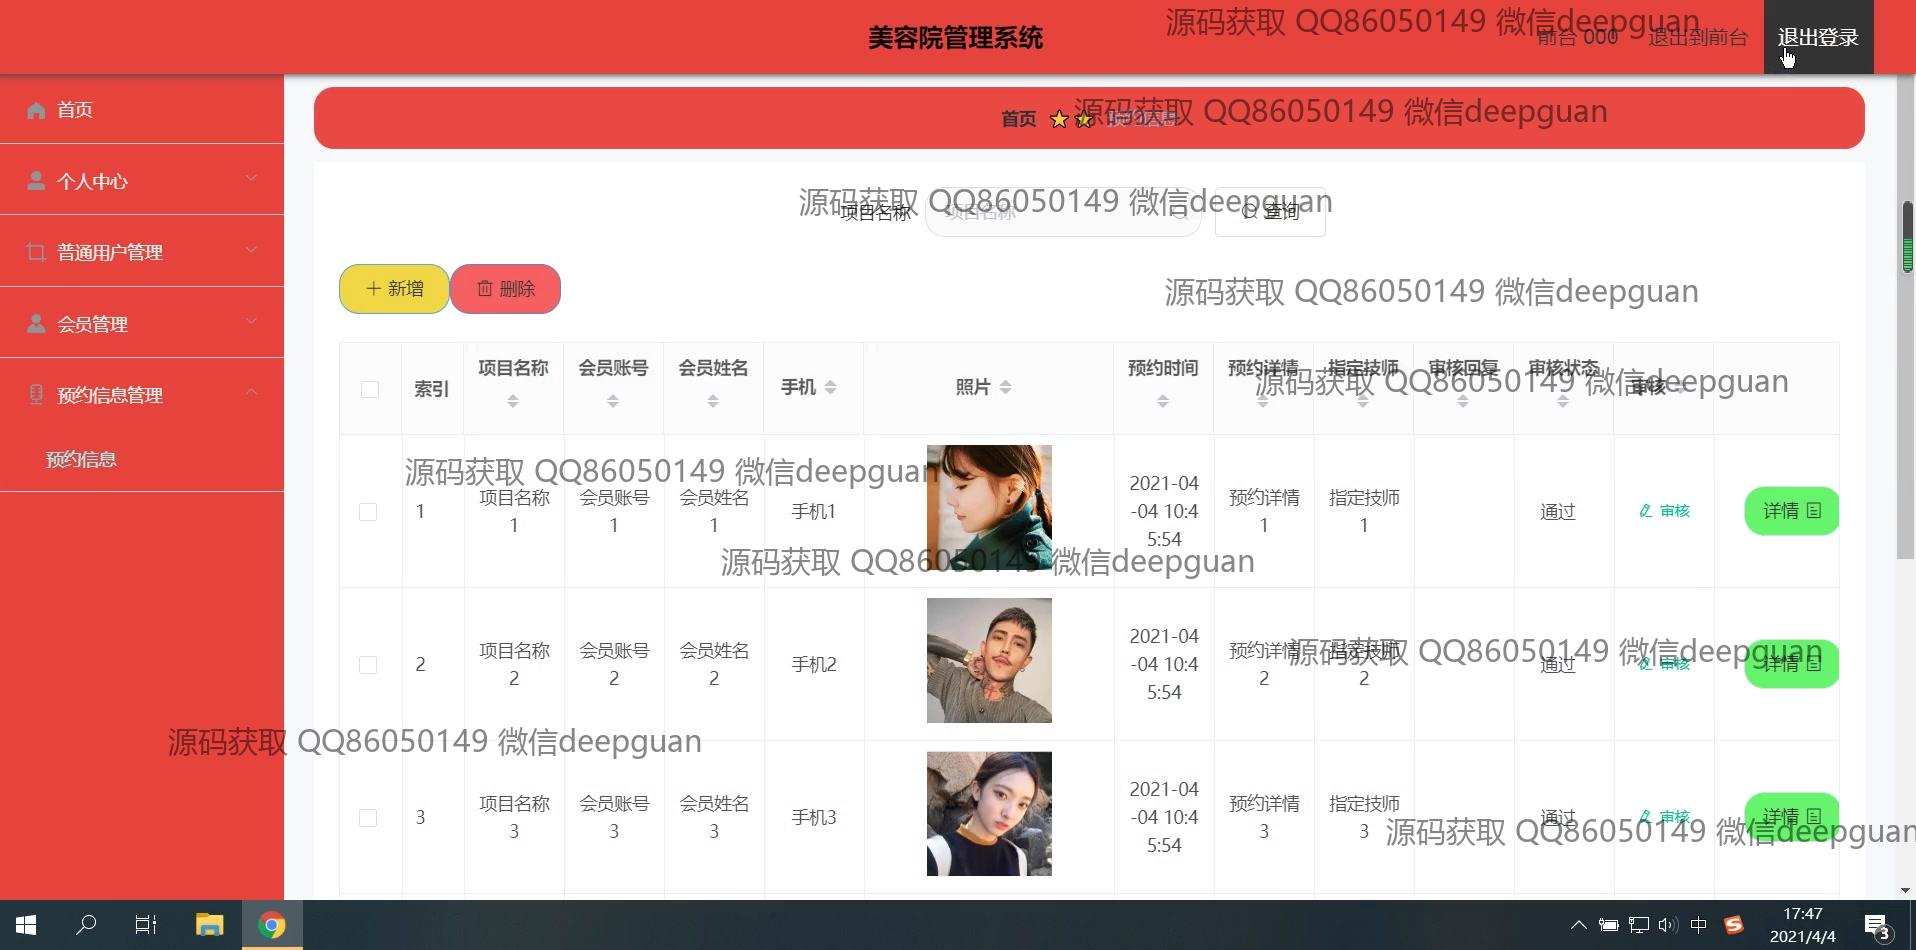 美容院管理系统
源码获取 QQ86050149 微信deepguan
前台 000
退出到前台
退出登录
首页
个人中心
普通用户管理
会员管理
预约信息管理
预约信息
首页
预约信息
源码获取 QQ86050149 微信deepguan
源码获取 QQ86050149 微信deepguan
项目名称
项目名称
查询
新增
删除
源码获取 QQ86050149 微信deepguan
索引
项目名称
会员账号
会员姓名
手机
照片
预约时间
预约详情
指定技师
审核回复
审核状态
审核
源码获取 QQ86050149 微信deepguan
源码获取 QQ86050149 微信deepguan
1
项目名称
1
会员账号
1
会员姓名
1
手机1
2021-04
-04 10:4
5:54
预约详情
1
指定技师
1
通过
审核
详情
源码获取 QQ86050149 微信deepguan
2
项目名称
2
会员账号
2
会员姓名
2
手机2
2021-04
-04 10:4
5:54
预约详情
2
指定技师
2
通过
审核
详情
源码获取 QQ86050149 微信deepguan
源码获取 QQ86050149 微信deepguan
3
项目名称
3
会员账号
3
会员姓名
3
手机3
2021-04
-04 10:4
5:54
预约详情
3
指定技师
3
通过
审核
详情
源码获取 QQ86050149 微信deepguan
中
17:47
2021/4/4
3